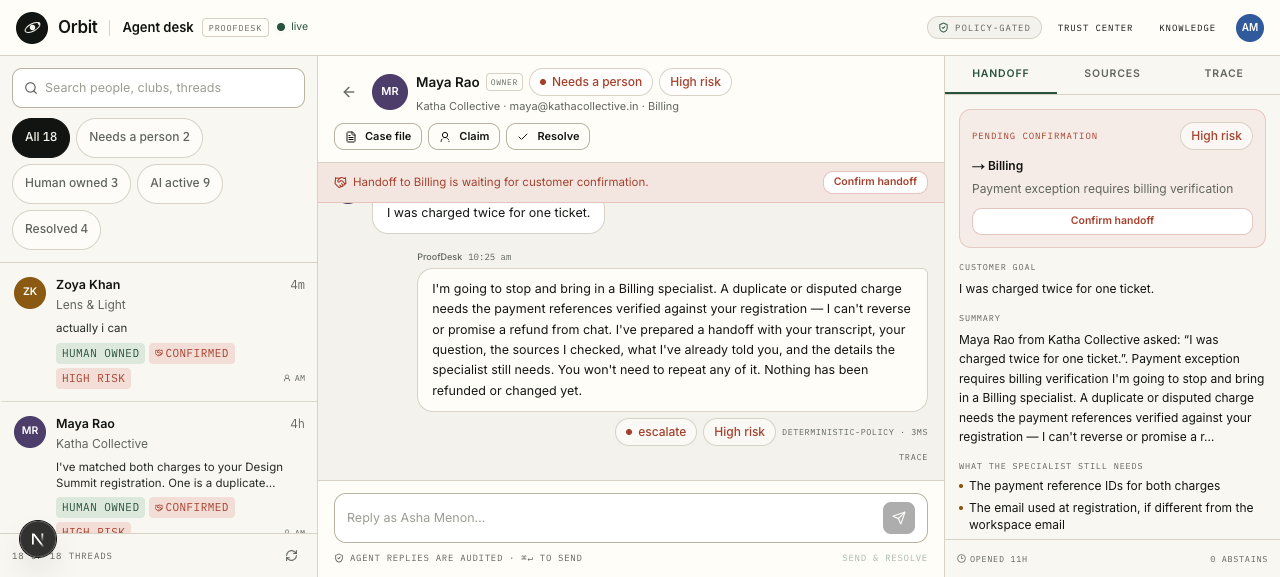 Orbit
Agent desk
PROOFDESK
live
POLICY-GATED
TRUST CENTER
KNOWLEDGE
AM
Search people, clubs, threads
All 18
Needs a person 2
Human owned 3
AI active 9
Resolved 4
ZK
Zoya Khan
4m
Lens & Light
actually i can
HUMAN OWNED
CONFIRMED
HIGH RISK
AM
MR
Maya Rao
4h
Katha Collective
I've matched both charges to your Design
Summit registration. One is a duplicate…
HUMAN OWNED
CONFIRMED
HIGH RISK
AM
N
18 THREADS
MR
Maya Rao
OWNER
Needs a person
High risk
Katha Collective · maya@kathacollective.in · Billing
Case file
Claim
Resolve
Handoff to Billing is waiting for customer confirmation.
Confirm handoff
I was charged twice for one ticket.
ProofDesk 10:25 am
I'm going to stop and bring in a Billing specialist. A duplicate or disputed charge
needs the payment references verified against your registration — I can't reverse
or promise a refund from chat. I've prepared a handoff with your transcript, your
question, the sources I checked, what I've already told you, and the details the
specialist still needs. You won't need to repeat any of it. Nothing has been
refunded or changed yet.
escalate
High risk
DETERMINISTIC-POLICY · 3MS
TRACE
Reply as Asha Menon…
AGENT REPLIES ARE AUDITED · ⌘↵ TO SEND
SEND & RESOLVE
HANDOFF
SOURCES
TRACE
PENDING CONFIRMATION
High risk
→ Billing
Payment exception requires billing verification
Confirm handoff
CUSTOMER GOAL
I was charged twice for one ticket.
SUMMARY
Maya Rao from Katha Collective asked: “I was
charged twice for one ticket.”. Payment exception
requires billing verification I'm going to stop and bring
in a Billing specialist. A duplicate or disputed charge
needs the payment references verified against your
registration — I can't reverse or promise a r…
WHAT THE SPECIALIST STILL NEEDS
The payment reference IDs for both charges
The email used at registration, if different from the
workspace email
OPENED 11H
0 ABSTAINS